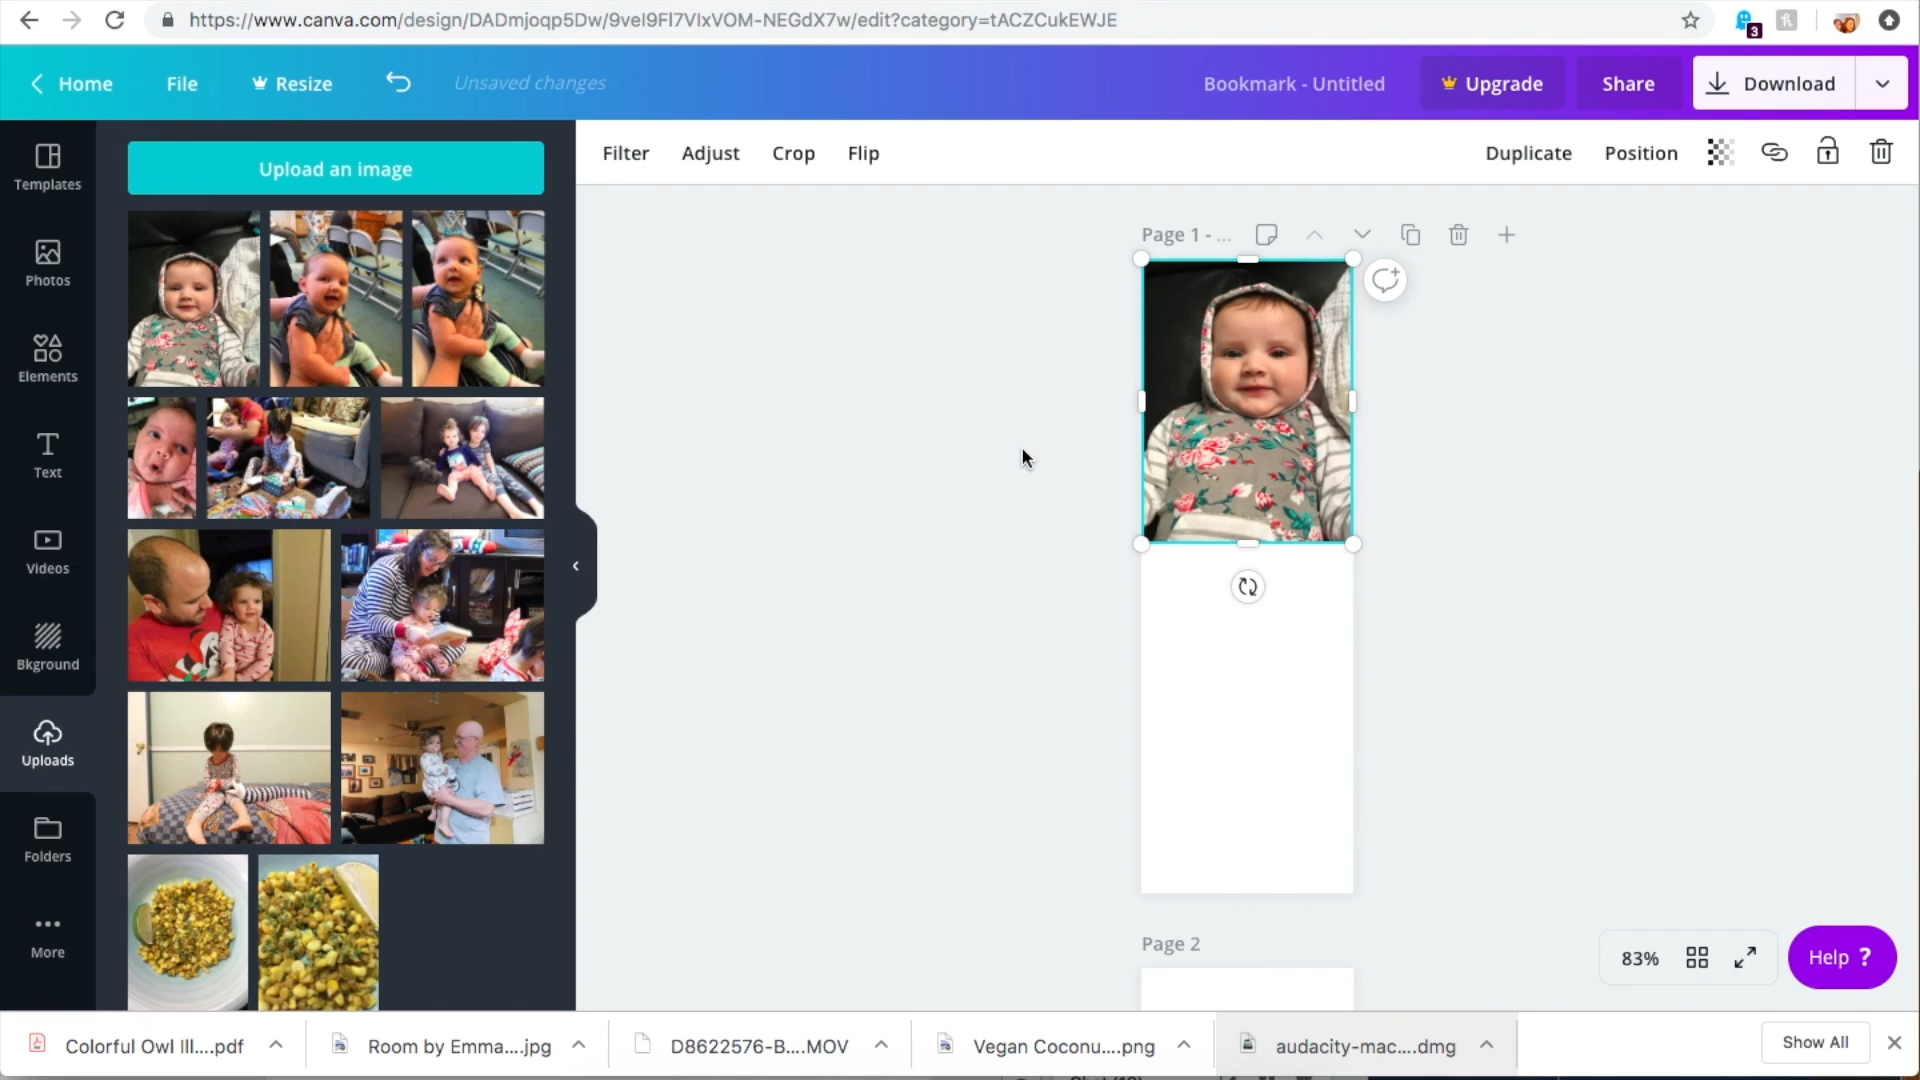 https://www.canva.com/design/DADmjoqp5Dw/9vel9Fl7VlxVOM-NEGdX7w/edit?category=tACZCukEWJE
3
Home
File
Resize
Unsaved changes
Bookmark - Untitled
Upgrade
Share
Download
Templates
Photos
Elements
Text
Videos
Bkground
Uploads
Folders
More
Upload an image
Filter
Adjust
Crop
Flip
Duplicate
Position
Page 1 - ...
Page 2
83%
Help ?
Colorful Owl Ill....pdf
Room by Emma....jpg
D8622576-B....MOV
Vegan Coconu....png
audacity-mac....dmg
Show All